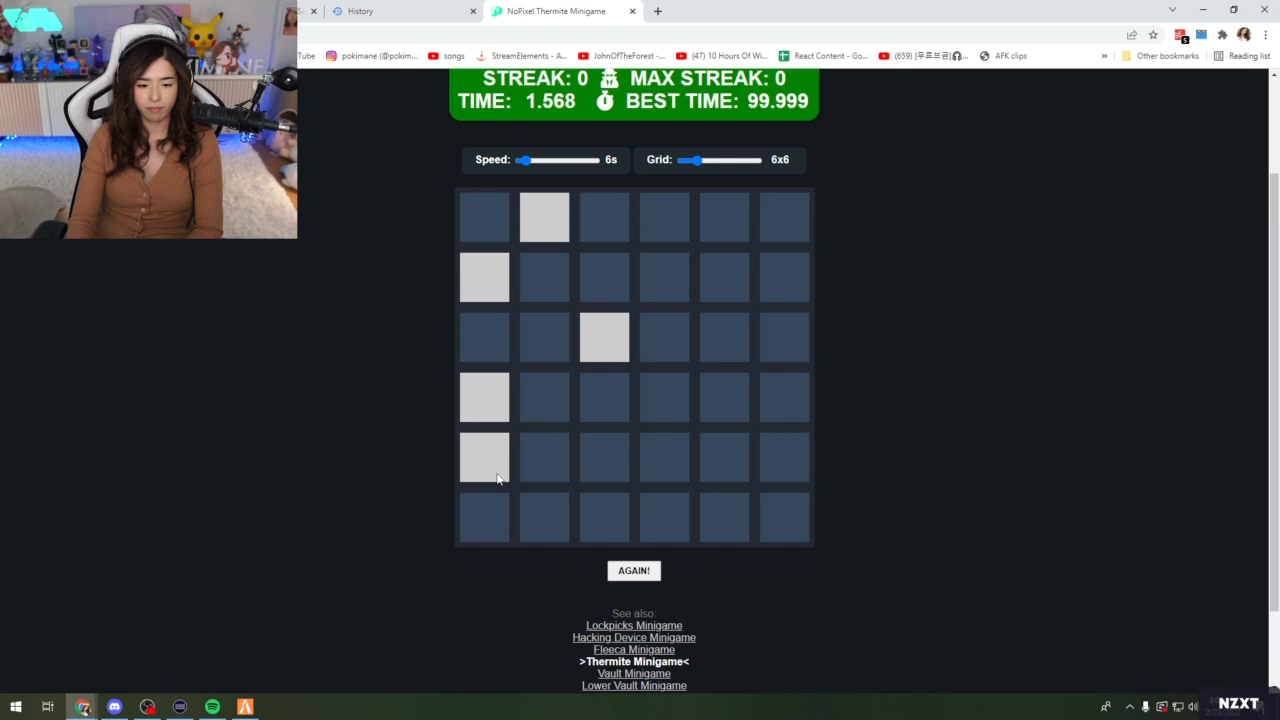 History
NoPixel Thermite Minigame
Tube
pokimane (@pokim...
songs
StreamElements - A...
JohnOfTheForest -...
(47) 10 Hours Of Wi...
React Content - Go...
AFK clips
»
Other bookmarks
Reading list
STREAK: 0 MAX STREAK: 0
TIME: 1.568 BEST TIME: 99.999
Speed: 6s Grid: 6x6
AGAIN!
See also:
Lockpicks Minigame
Hacking Device Minigame
Fleeca Minigame
>Thermite Minigame<
Vault Minigame
Lower Vault Minigame
NZXT